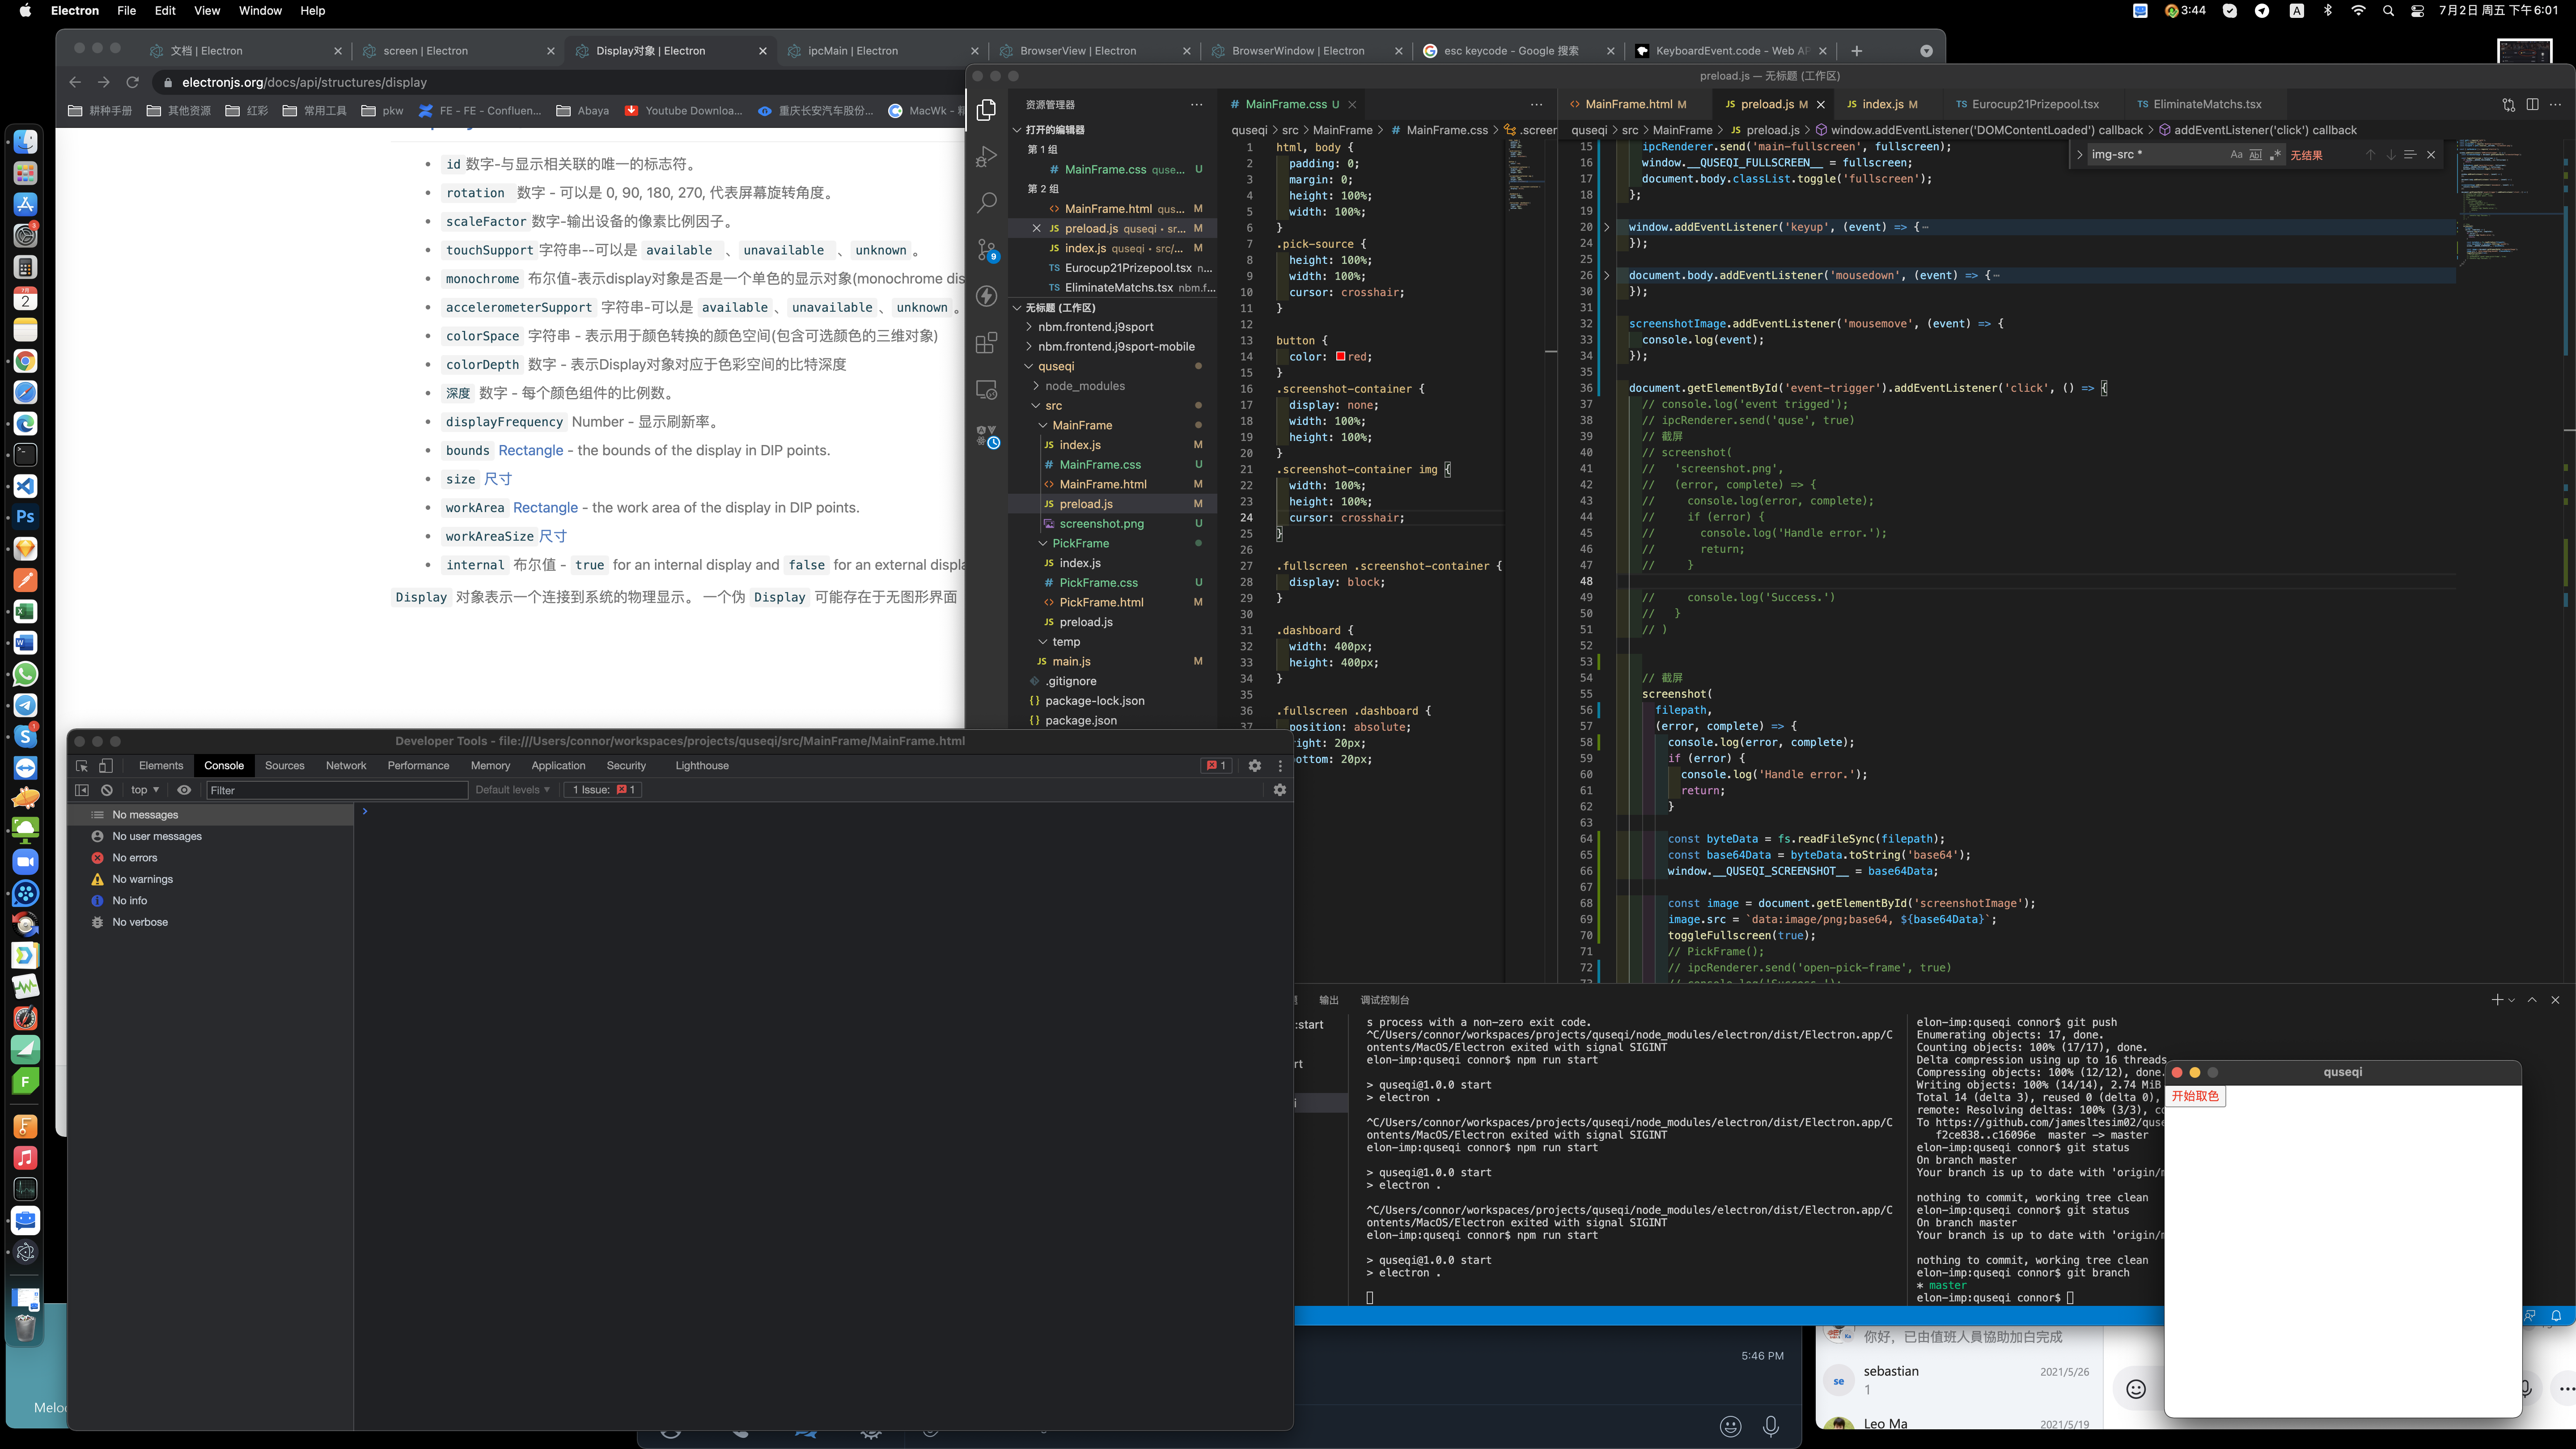 Electron File Edit View Window Help
3:44 A 7月2日 周五 下午6:01
文档 | Electron
screen | Electron
Display对象 | Electron
ipcMain | Electron
BrowserView | Electron
BrowserWindow | Electron
esc keycode - Google 搜索
KeyboardEvent.code - Web AP
electronjs.org/docs/api/structures/display
耕种手册 其他资源 红彩 常用工具 pkw FE - FE - Confluen... Abaya Youtube Downloa... 重庆长安汽车股份... MacWk - 精
id 数字-与显示相关联的唯一的标志符。
rotation 数字 - 可以是 0, 90, 180, 270, 代表屏幕旋转角度。
scaleFactor 数字-输出设备的像素比例因子。
touchSupport 字符串--可以是 available 、 unavailable 、 unknown 。
monochrome 布尔值-表示display对象是否是一个单色的显示对象(monochrome dis
accelerometerSupport 字符串-可以是 available 、 unavailable 、 unknown 。
colorSpace 字符串 - 表示用于颜色转换的颜色空间(包含可选颜色的三维对象)
colorDepth 数字 - 表示Display对象对应于色彩空间的比特深度
深度 数字 - 每个颜色组件的比例数。
displayFrequency Number - 显示刷新率。
bounds Rectangle - the bounds of the display in DIP points.
size 尺寸
workArea Rectangle - the work area of the display in DIP points.
workAreaSize 尺寸
internal 布尔值 - true for an internal display and false for an external displa
Display 对象表示一个连接到系统的物理显示。 一个伪 Display 可能存在于无图形界面
preload.js — 无标题 (工作区)
资源管理器
打开的编辑器
第 1 组
# MainFrame.css quse... U
第 2 组
<> MainFrame.html qus... M
JS preload.js quseqi • sr... M
JS index.js quseqi • src/... M
TS Eurocup21Prizepool.tsx n...
TS EliminateMatchs.tsx nbm.f...
无标题 (工作区)
nbm.frontend.j9sport
nbm.frontend.j9sport-mobile
quseqi
node_modules
src
MainFrame
JS index.js M
# MainFrame.css U
<> MainFrame.html M
JS preload.js M
screenshot.png U
PickFrame
JS index.js
# PickFrame.css U
<> PickFrame.html M
JS preload.js
temp
JS main.js M
.gitignore
{} package-lock.json
{} package.json
9
# MainFrame.css U
quseqi > src > MainFrame > # MainFrame.css > .screer
1 html, body {
2 padding: 0;
3 margin: 0;
4 height: 100%;
5 width: 100%;
6 }
7 .pick-source {
8 height: 100%;
9 width: 100%;
10 cursor: crosshair;
11 }
12
13 button {
14 color: red;
15 }
16 .screenshot-container {
17 display: none;
18 width: 100%;
19 height: 100%;
20 }
21 .screenshot-container img {
22 width: 100%;
23 height: 100%;
24 cursor: crosshair;
25 }
26
27 .fullscreen .screenshot-container {
28 display: block;
29 }
30
31 .dashboard {
32 width: 400px;
33 height: 400px;
34 }
35
36 .fullscreen .dashboard {
37 position: absolute;
right: 20px;
bottom: 20px;
<> MainFrame.html M JS preload.js M JS index.js M TS Eurocup21Prizepool.tsx TS EliminateMatchs.tsx
quseqi > src > MainFrame > JS preload.js > window.addEventListener('DOMContentLoaded') callback > addEventListener('click') callback
img-src * Aa Ab 无结果
15 ipcRenderer.send('main-fullscreen', fullscreen);
16 window.__QUSEQI_FULLSCREEN__ = fullscreen;
17 document.body.classList.toggle('fullscreen');
18 };
19
20 window.addEventListener('keyup', (event) => {…
24 });
25
26 document.body.addEventListener('mousedown', (event) => {…
30 });
31
32 screenshotImage.addEventListener('mousemove', (event) => {
33 console.log(event);
34 });
35
36 document.getElementById('event-trigger').addEventListener('click', () => {
37 // console.log('event trigged');
38 // ipcRenderer.send('quse', true)
39 // 截屏
40 // screenshot(
41 // 'screenshot.png',
42 // (error, complete) => {
43 // console.log(error, complete);
44 // if (error) {
45 // console.log('Handle error.');
46 // return;
47 // }
48
49 // console.log('Success.')
50 // }
51 // )
52
53
54 // 截屏
55 screenshot(
56 filepath,
57 (error, complete) => {
58 console.log(error, complete);
59 if (error) {
60 console.log('Handle error.');
61 return;
62 }
63
64 const byteData = fs.readFileSync(filepath);
65 const base64Data = byteData.toString('base64');
66 window.__QUSEQI_SCREENSHOT__ = base64Data;
67
68 const image = document.getElementById('screenshotImage');
69 image.src = `data:image/png;base64, ${base64Data}`;
70 toggleFullscreen(true);
71 // PickFrame();
72 // ipcRenderer.send('open-pick-frame', true)
73 // console.log('Success.');
Developer Tools - file:///Users/connor/workspaces/projects/quseqi/src/MainFrame/MainFrame.html
Elements Console Sources Network Performance Memory Application Security Lighthouse 1
top Filter Default levels 1 Issue: 1
No messages
No user messages
No errors
No warnings
No info
No verbose
输出 调试控制台
:start
rt
i
s process with a non-zero exit code.
^C/Users/connor/workspaces/projects/quseqi/node_modules/electron/dist/Electron.app/C
ontents/MacOS/Electron exited with signal SIGINT
elon-imp:quseqi connor$ npm run start
> quseqi@1.0.0 start
> electron .
^C/Users/connor/workspaces/projects/quseqi/node_modules/electron/dist/Electron.app/C
ontents/MacOS/Electron exited with signal SIGINT
elon-imp:quseqi connor$ npm run start
> quseqi@1.0.0 start
> electron .
^C/Users/connor/workspaces/projects/quseqi/node_modules/electron/dist/Electron.app/C
ontents/MacOS/Electron exited with signal SIGINT
elon-imp:quseqi connor$ npm run start
> quseqi@1.0.0 start
> electron .
elon-imp:quseqi connor$ git push
Enumerating objects: 17, done.
Counting objects: 100% (17/17), done.
Delta compression using up to 16 threads
Compressing objects: 100% (12/12), done.
Writing objects: 100% (14/14), 2.74 MiB
Total 14 (delta 3), reused 0 (delta 0),
remote: Resolving deltas: 100% (3/3), co
To https://github.com/jamesltesim02/quse
f2ce838..c16096e master -> master
elon-imp:quseqi connor$ git status
On branch master
Your branch is up to date with 'origin/m
nothing to commit, working tree clean
elon-imp:quseqi connor$ git status
On branch master
Your branch is up to date with 'origin/m
nothing to commit, working tree clean
elon-imp:quseqi connor$ git branch
* master
elon-imp:quseqi connor$
quseqi
开始取色
5:46 PM
你好，已由值班人員協助加白完成
se sebastian 2021/5/26
1
Leo Ma 2021/5/19
Meloc